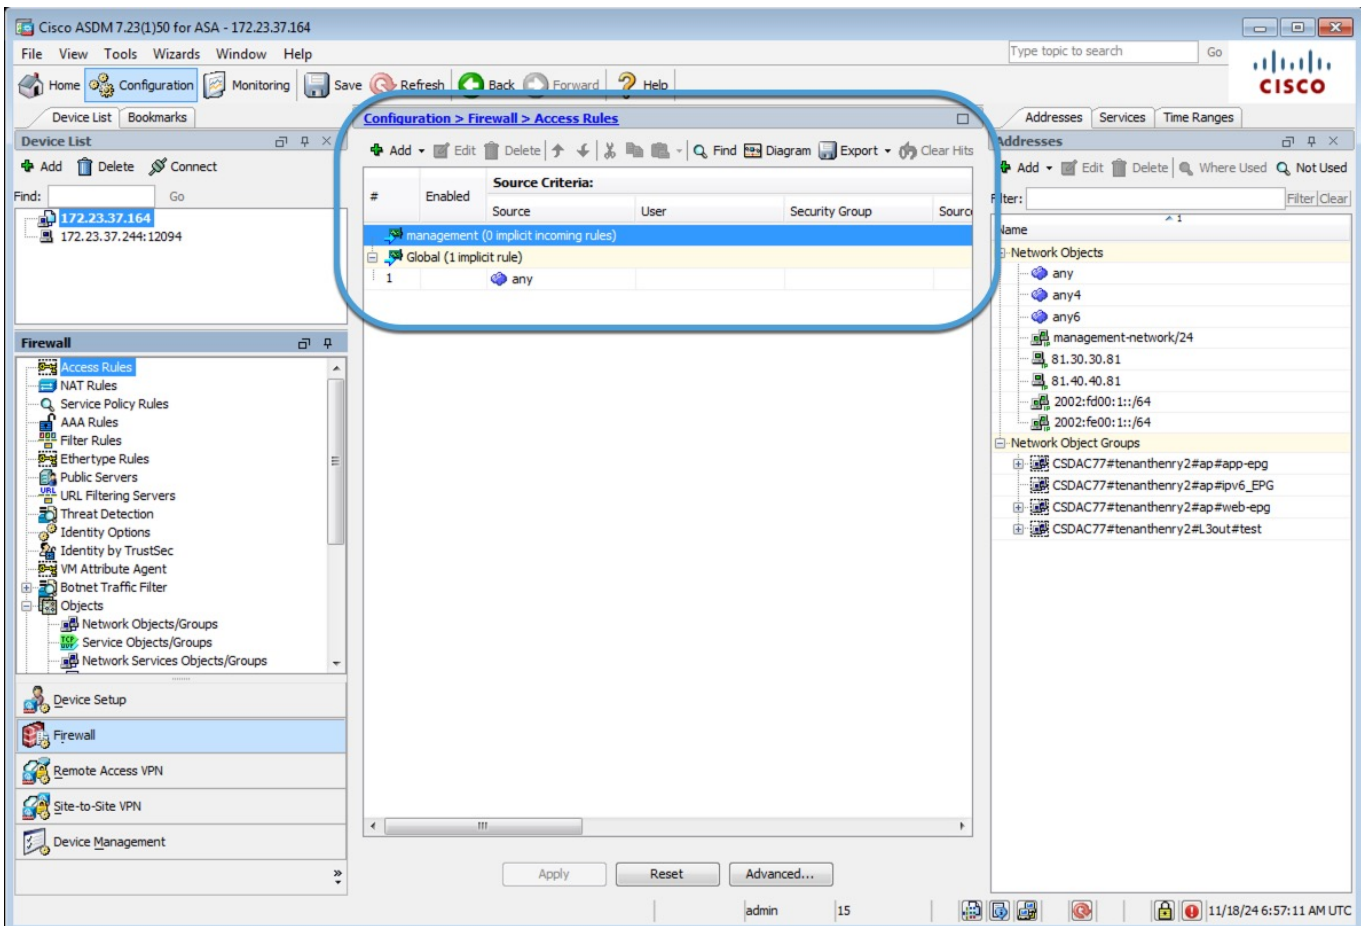 Cisco ASDM 7.23(1)50 for ASA - 172.23.37.164
File View Tools Wizards Window Help
Type topic to search Go
Home Configuration Monitoring Save Refresh Back Forward Help
CISCO
Device List Bookmarks
Device List
Add Delete Connect
Find: Go
172.23.37.164
172.23.37.244:12094
Firewall
Access Rules
NAT Rules
Service Policy Rules
AAA Rules
Filter Rules
Ethertype Rules
Public Servers
URL Filtering Servers
Threat Detection
Identity Options
Identity by TrustSec
VM Attribute Agent
Botnet Traffic Filter
Objects
Network Objects/Groups
Service Objects/Groups
Network Services Objects/Groups
Device Setup
Firewall
Remote Access VPN
Site-to-Site VPN
Device Management
Configuration > Firewall > Access Rules
Add Edit Delete Find Diagram Export Clear Hits
# Enabled Source Criteria:
Source User Security Group Sourc
management (0 implicit incoming rules)
Global (1 implicit rule)
1 any
Apply Reset Advanced...
Addresses Services Time Ranges
Addresses
Add Edit Delete Where Used Not Used
Filter: Filter Clear
1
Name
Network Objects
any
any4
any6
management-network/24
81.30.30.81
81.40.40.81
2002:fd00:1::/64
2002:fe00:1::/64
Network Object Groups
CSDAC77#tenanthenry2#ap#app-epg
CSDAC77#tenanthenry2#ap#ipv6_EPG
CSDAC77#tenanthenry2#ap#web-epg
CSDAC77#tenanthenry2#L3out#test
admin 15 11/18/24 6:57:11 AM UTC